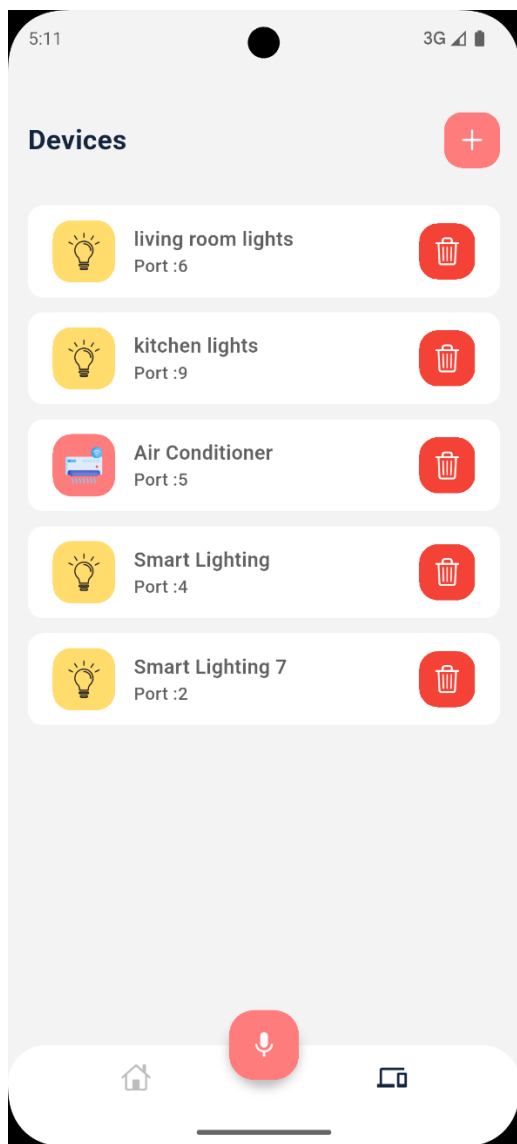 5:11
3G
Devices
living room lights
Port :6
kitchen lights
Port :9
Air Conditioner
Port :5
Smart Lighting
Port :4
Smart Lighting 7
Port :2